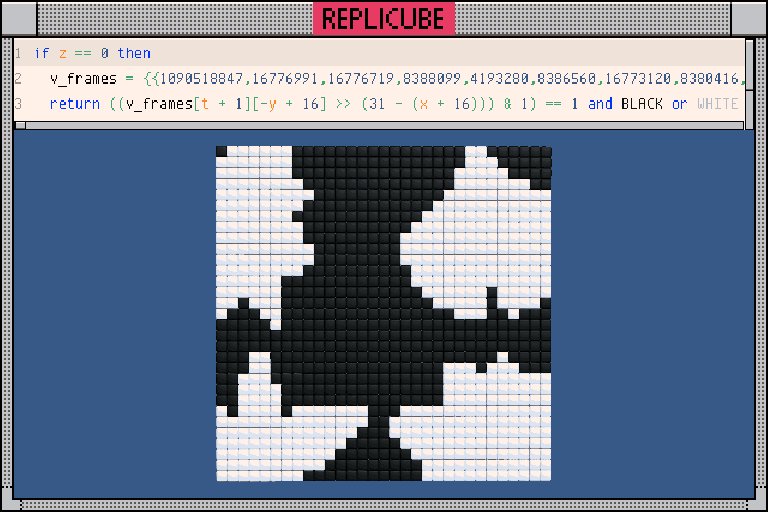 REPLICUBE
1 if z == 0 then
2 v_frames = {{1090518847,16776991,16776719,8388099,4193280,8386560,16773120,8380416,
3 return ((v_frames[t + 1][-y + 16] >> (31 - (x + 16))) & 1) == 1 and BLACK or WHITE